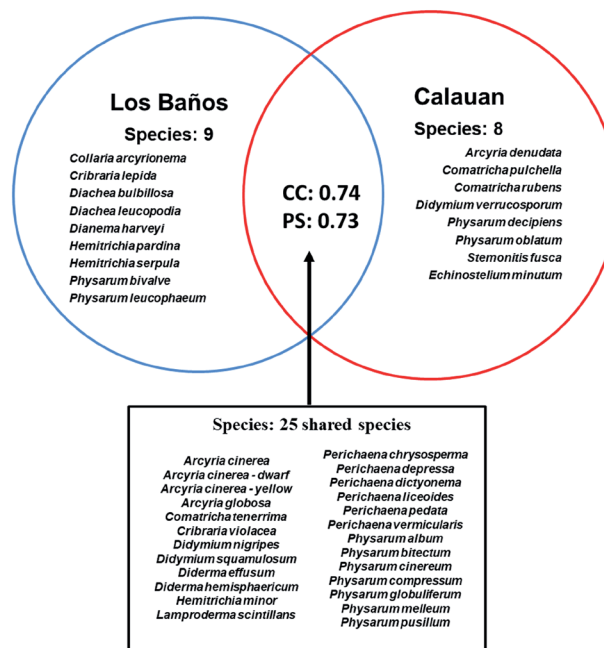 Los Baños
Species: 9
Collaria arcyrionema
Cribraria lepida
Diachea bulbillosa
Diachea leucopodia
Dianema harveyi
Hemitrichia pardina
Hemitrichia serpula
Physarum bivalve
Physarum leucophaeum
CC: 0.74
PS: 0.73
Calauan
Species: 8
Arcyria denudata
Comatricha pulchella
Comatricha rubens
Didymium verrucosporum
Physarum decipiens
Physarum oblatum
Stemonitis fusca
Echinostelium minutum
Species: 25 shared species
Arcyria cinerea
Arcyria cinerea - dwarf
Arcyria cinerea - yellow
Arcyria globosa
Comatricha tenerrima
Cribraria violacea
Didymium nigripes
Didymium squamulosum
Diderma effusum
Diderma hemisphaericum
Hemitrichia minor
Lamproderma scintillans
Perichaena chrysosperma
Perichaena depressa
Perichaena dictyonema
Perichaena liceoides
Perichaena pedata
Perichaena vermicularis
Physarum album
Physarum bitectum
Physarum cinereum
Physarum compressum
Physarum globuliferum
Physarum melleum
Physarum pusillum